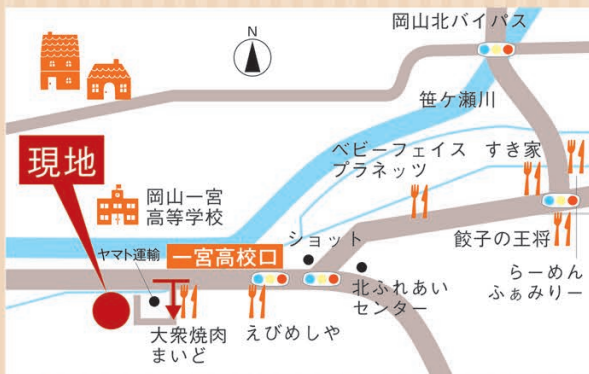 岡山北バイパス
N
笹ケ瀬川
ベビーフェイス
プラネッツ
すき家
現地
岡山一宮
高等学校
ショット
餃子の王将
ヤマト運輸
一宮高校口
らーめん
ふぁみりー
北ふれあい
センター
大衆焼肉
まいど
えびめしや